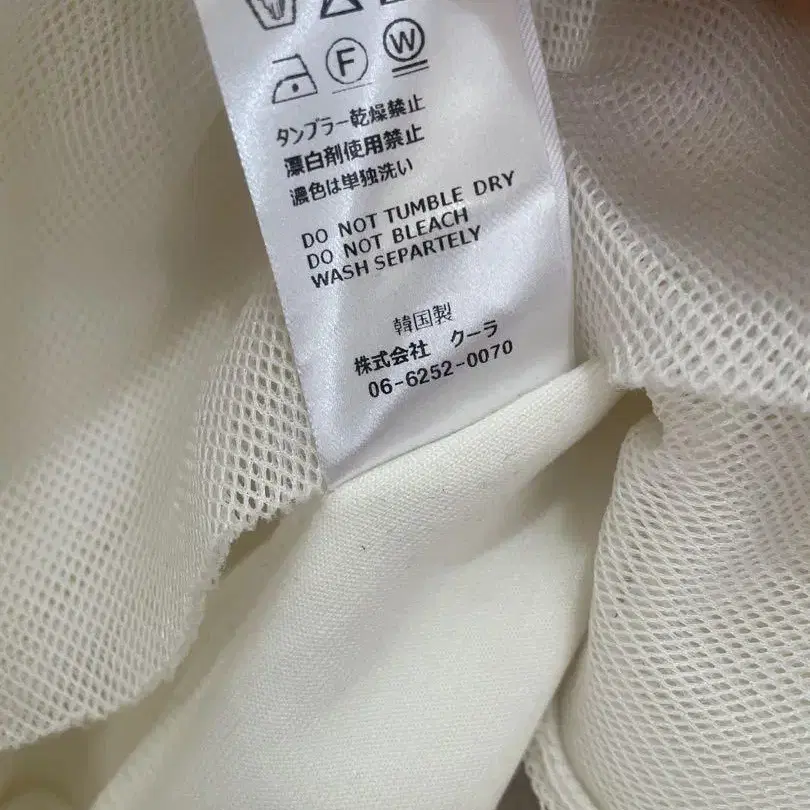 F W
タンブラー乾燥禁止
漂白剤使用禁止
濃色は単独洗い
DO NOT TUMBLE DRY
DO NOT BLEACH
WASH SEPARTELY
韓国製
株式会社 クーラ
06-6252-0070